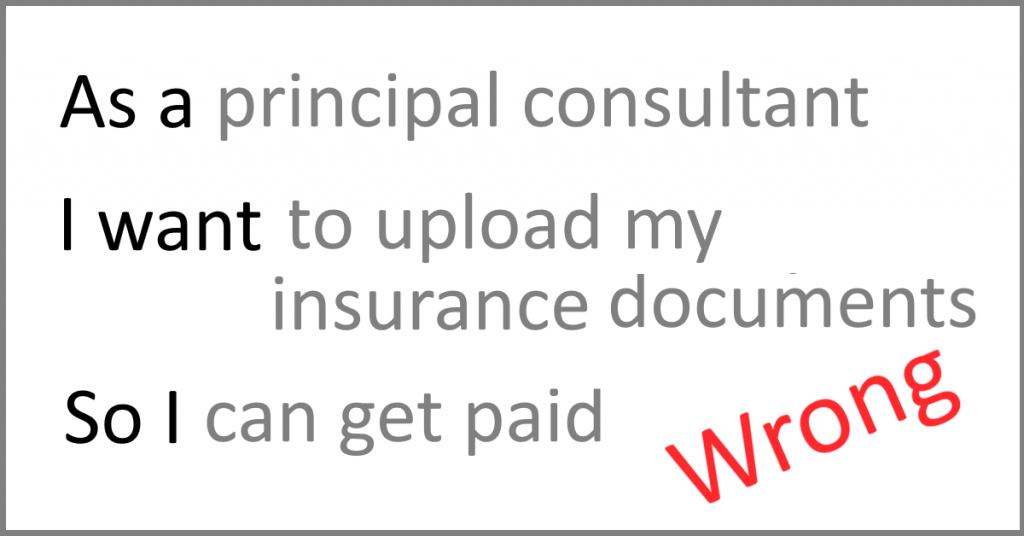 As a principal consultant
I want to upload my
insurance documents
So I can get paid
Wrong